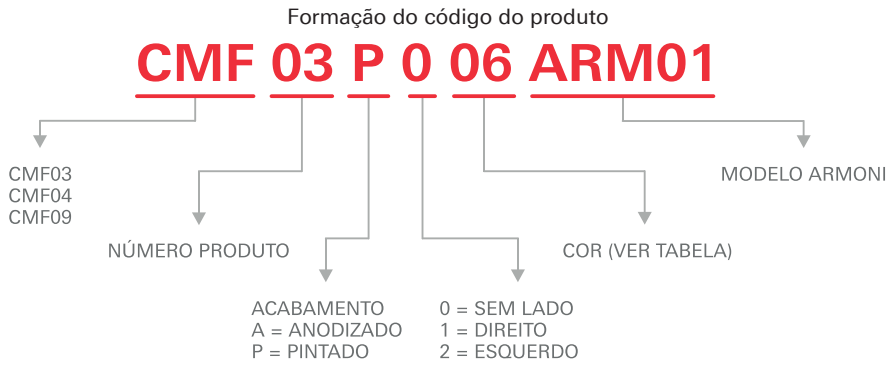 Formação do código do produto
CMF 03 P 0 06 ARM01
CMF03
CMF04
CMF09
MODELO ARMONI
NÚMERO PRODUTO
COR (VER TABELA)
ACABAMENTO
A = ANODIZADO
P = PINTADO
0 = SEM LADO
1 = DIREITO
2 = ESQUERDO